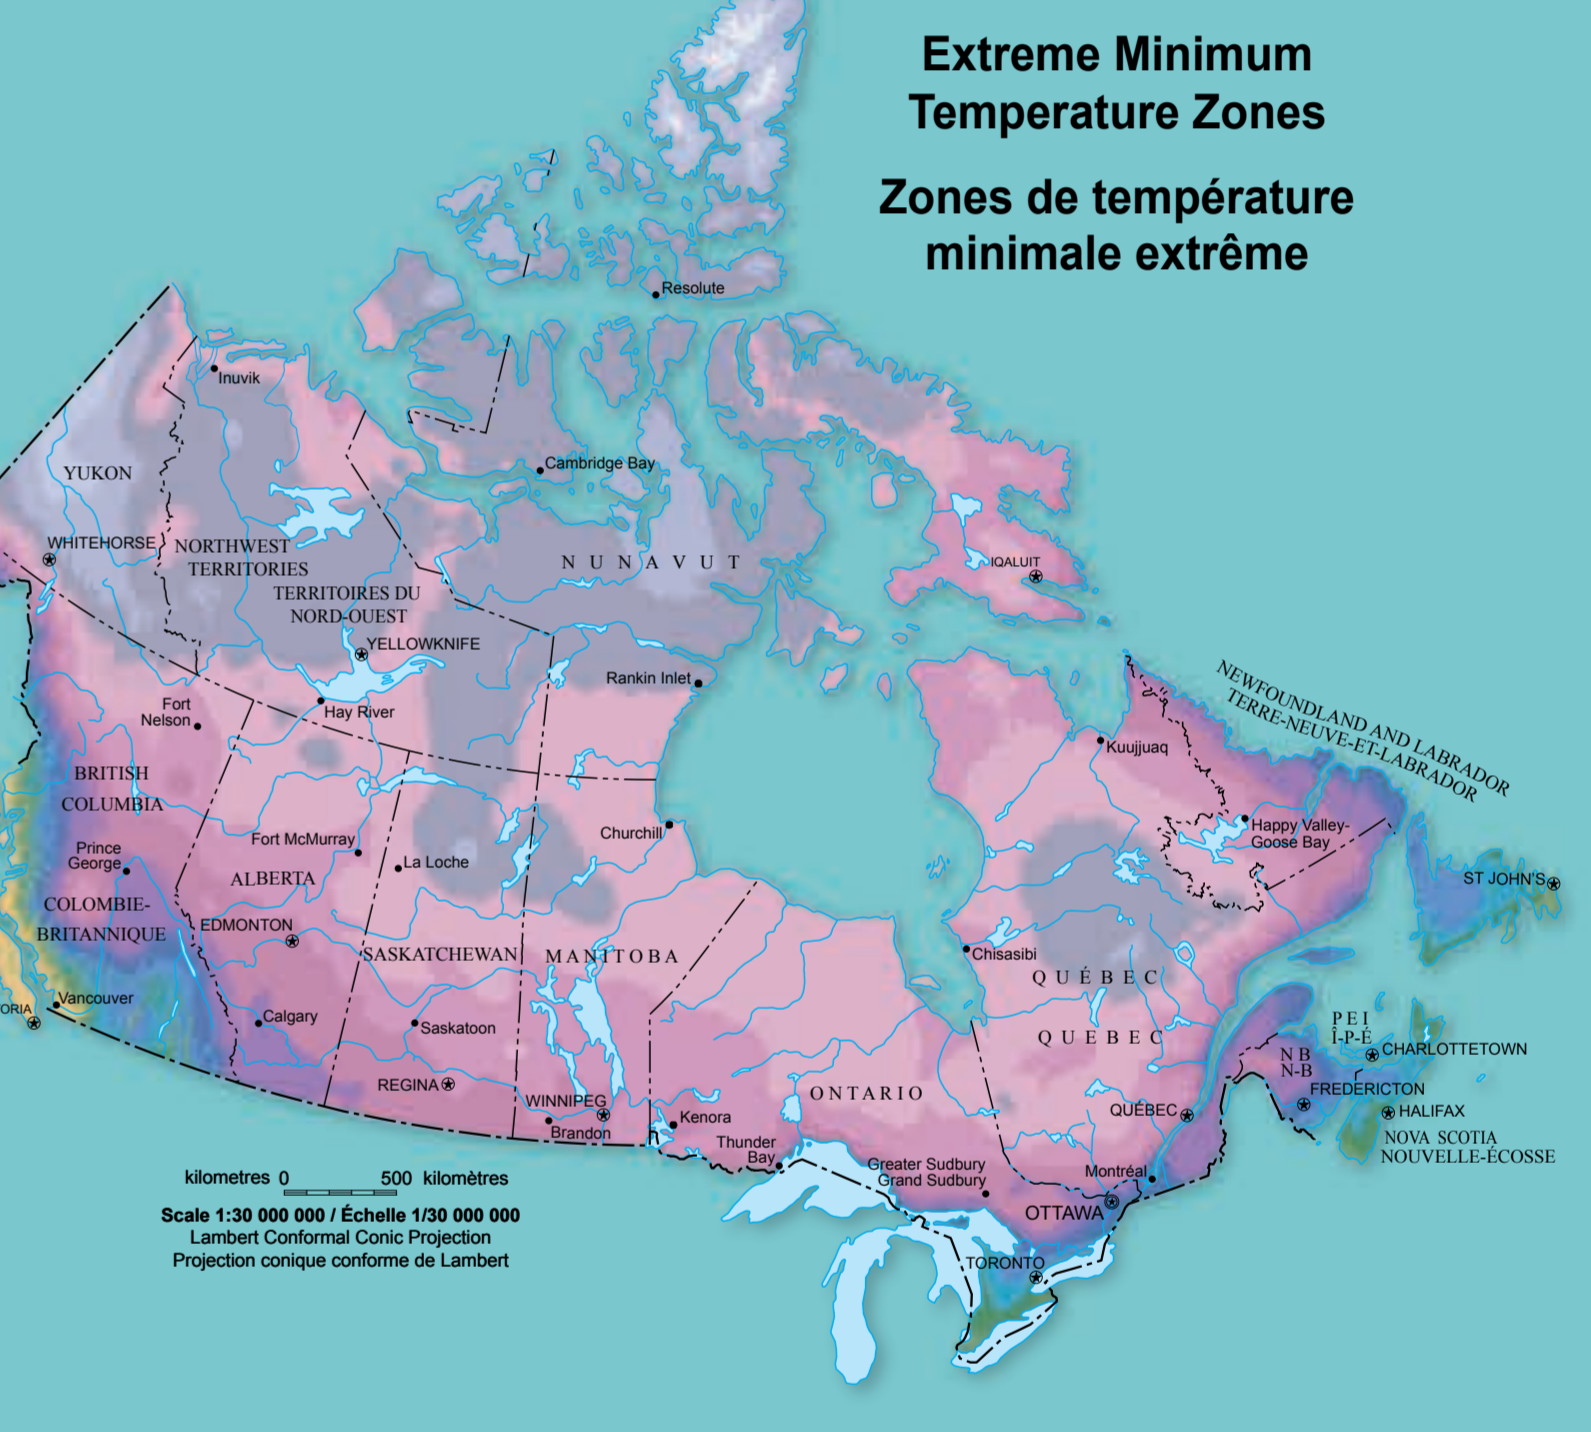 Extreme Minimum
Temperature Zones
Zones de température
minimale extrême
Resolute
Inuvik
Cambridge Bay
YUKON
WHITEHORSE
NORTHWEST
TERRITORIES
TERRITOIRES DU
NORD-OUEST
NUNAVUT
IQALUIT
YELLOWKNIFE
Rankin Inlet
Fort
Nelson
Hay River
NEWFOUNDLAND AND LABRADOR
TERRE-NEUVE-ET-LABRADOR
Kuujjuaq
BRITISH
COLUMBIA
Fort McMurray
Churchill
Happy Valley-
Goose Bay
Prince
George
La Loche
ALBERTA
ST JOHN'S
COLOMBIE-
BRITANNIQUE
EDMONTON
SASKATCHEWAN
MANITOBA
Chisasibi
QUÉBEC
QUEBEC
Vancouver
ORIA
Calgary
Saskatoon
PEI
Î-P-É
CHARLOTTETOWN
NB
N-B
REGINA
WINNIPEG
Brandon
Kenora
ONTARIO
QUÉBEC
FREDERICTON
HALIFAX
NOVA SCOTIA
NOUVELLE-ÉCOSSE
Thunder
Bay
Greater Sudbury
Grand Sudbury
Montréal
OTTAWA
TORONTO
kilometres 0 500 kilomètres
Scale 1:30 000 000 / Échelle 1/30 000 000
Lambert Conformal Conic Projection
Projection conique conforme de Lambert